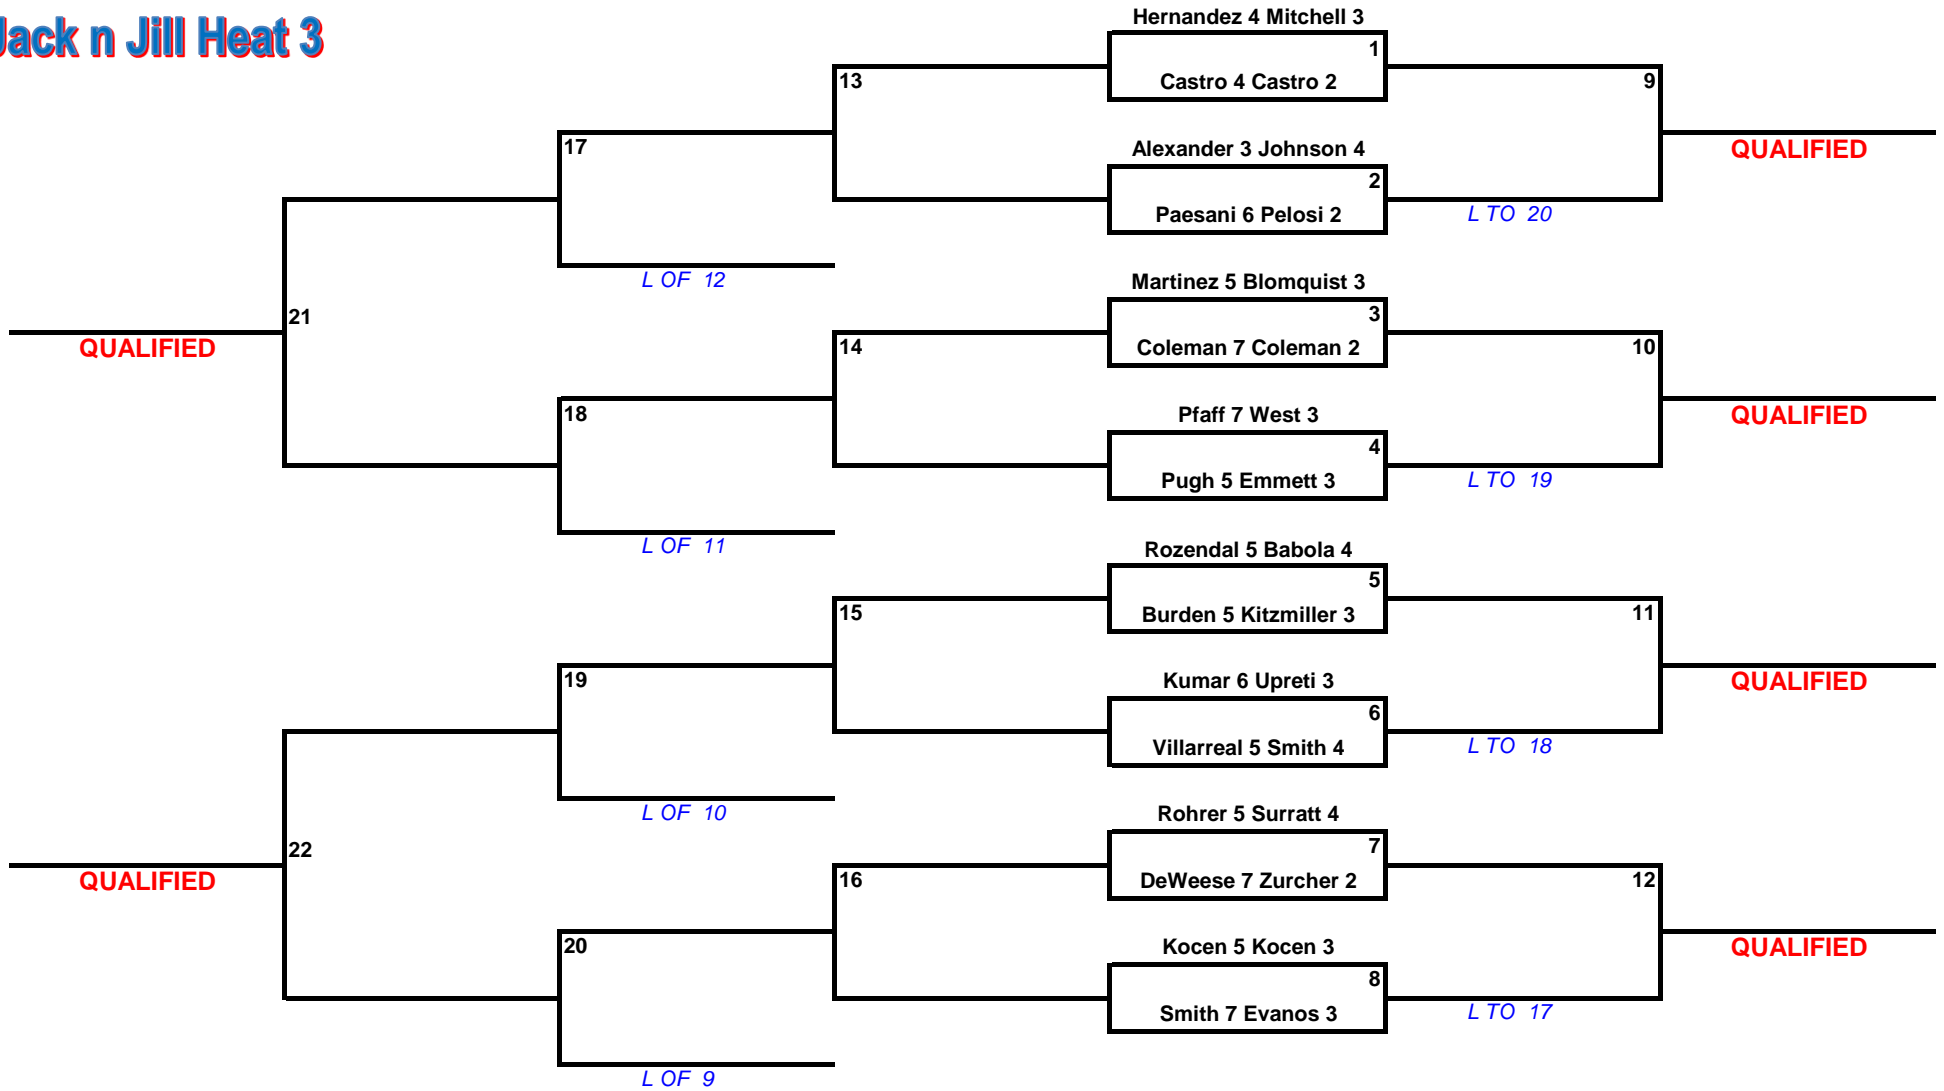 Jack n Jill Heat 3
Hernandez 4 Mitchell 3
1
Castro 4 Castro 2
13
9
Alexander 3 Johnson 4
17
QUALIFIED
2
Paesani 6 Pelosi 2
L TO 20
L OF 12
Martinez 5 Blomquist 3
21
3
QUALIFIED
14
Coleman 7 Coleman 2
10
18
Pfaff 7 West 3
QUALIFIED
4
Pugh 5 Emmett 3
L TO 19
L OF 11
Rozendal 5 Babola 4
5
15
Burden 5 Kitzmiller 3
11
19
Kumar 6 Upreti 3
QUALIFIED
6
Villarreal 5 Smith 4
L TO 18
L OF 10
Rohrer 5 Surratt 4
22
7
QUALIFIED
16
DeWeese 7 Zurcher 2
12
20
Kocen 5 Kocen 3
QUALIFIED
8
Smith 7 Evanos 3
L TO 17
L OF 9